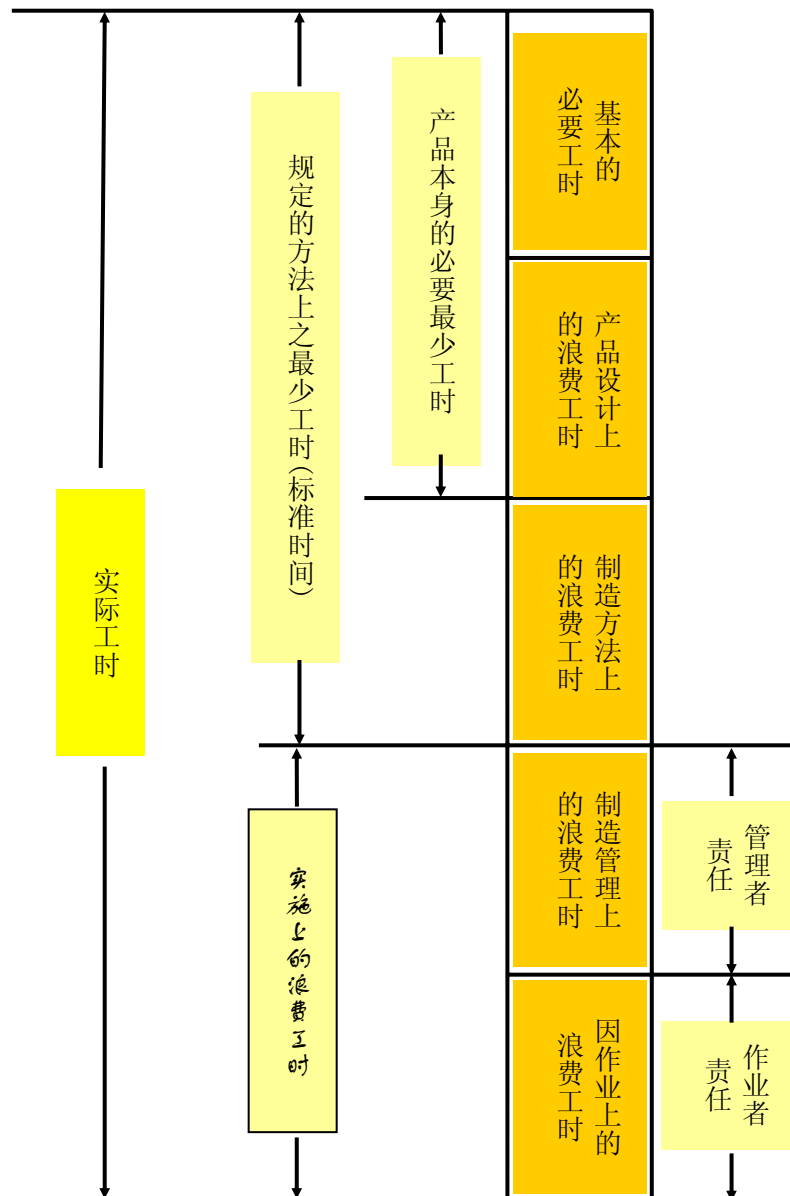 实际工时
规定的方法上之最少工时(标准时间)
实施上的浪费工时
产品本身的必要最少工时
基本的
必要工时
产品设计上
的浪费工时
制造方法上
的浪费工时
制造管理上
的浪费工时
因作业上的
浪费工时
管理者
责任
作业者
责任